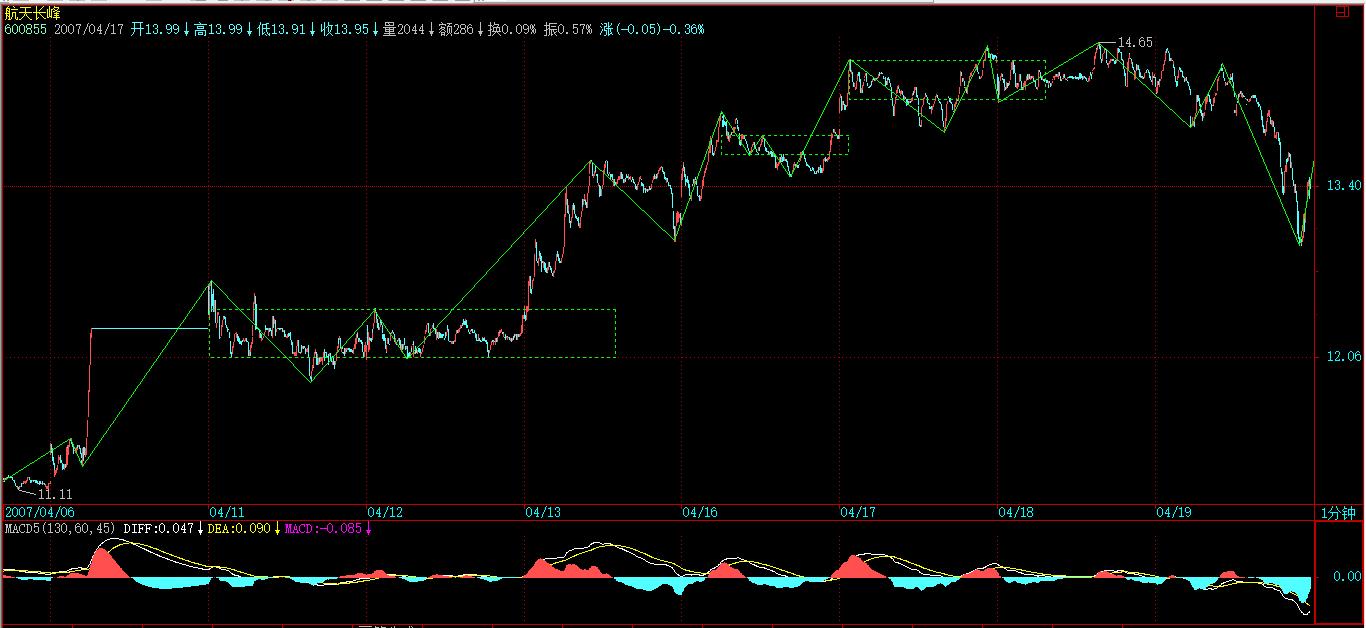 航天长峰
600855 2007/04/17 开13.99↓高13.99↓低13.91↓收13.95↓量2044↓额286↓换0.09% 振0.57% 涨(-0.05)-0.36%
14.65
13.40
12.06
11.11
2007/04/06 04/11 04/12 04/13 04/16 04/17 04/18 04/19 1分钟
MACD5(130,60,45) DIFF:0.047↓DEA:0.090↓MACD:-0.085↓
0.00